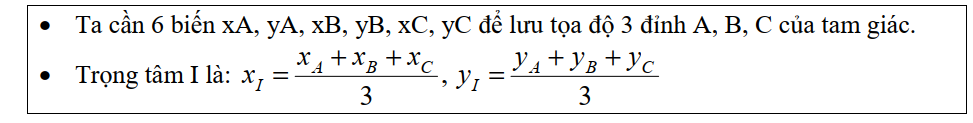 • Ta cần 6 biến xA, yA, xB, yB, xC, yC để lưu tọa độ 3 đỉnh A, B, C của tam giác.
• Trọng tâm I là: x_I = (x_A + x_B + x_C)/3, y_I = (y_A + y_B + y_C)/3